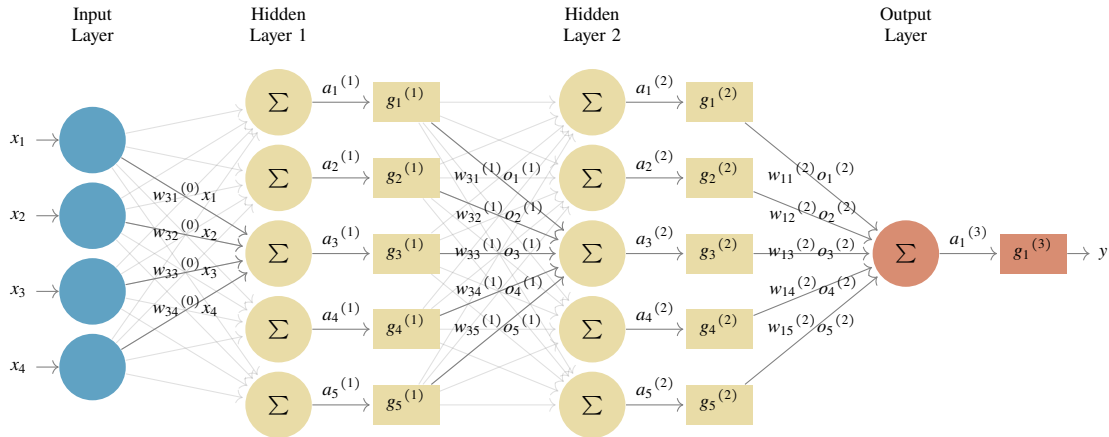 Input
Layer
Hidden
Layer 1
Hidden
Layer 2
Output
Layer
x₁
x₂
x₃
x₄
w₃₁⁽⁰⁾x₁
w₃₂⁽⁰⁾x₂
w₃₃⁽⁰⁾x₃
w₃₄⁽⁰⁾x₄
∑
∑
∑
∑
∑
a₁⁽¹⁾
a₂⁽¹⁾
a₃⁽¹⁾
a₄⁽¹⁾
a₅⁽¹⁾
g₁⁽¹⁾
g₂⁽¹⁾
g₃⁽¹⁾
g₄⁽¹⁾
g₅⁽¹⁾
w₃₁⁽¹⁾o₁⁽¹⁾
w₃₂⁽¹⁾o₂⁽¹⁾
w₃₃⁽¹⁾o₃⁽¹⁾
w₃₄⁽¹⁾o₄⁽¹⁾
w₃₅⁽¹⁾o₅⁽¹⁾
∑
∑
∑
∑
∑
a₁⁽²⁾
a₂⁽²⁾
a₃⁽²⁾
a₄⁽²⁾
a₅⁽²⁾
g₁⁽²⁾
g₂⁽²⁾
g₃⁽²⁾
g₄⁽²⁾
g₅⁽²⁾
w₁₁⁽²⁾o₁⁽²⁾
w₁₂⁽²⁾o₂⁽²⁾
w₁₃⁽²⁾o₃⁽²⁾
w₁₄⁽²⁾o₄⁽²⁾
w₁₅⁽²⁾o₅⁽²⁾
∑
a₁⁽³⁾
g₁⁽³⁾
y